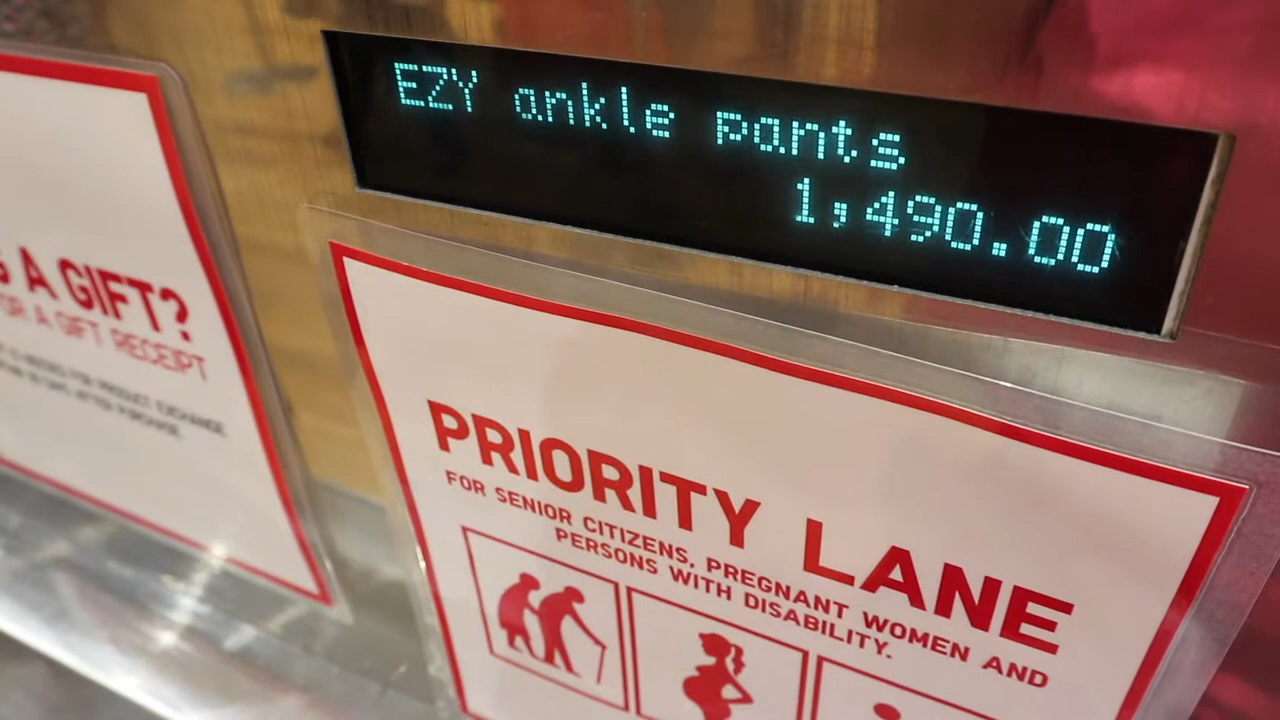 EZY ankle pants
1,490.00
A GIFT?
OR A GIFT RECEIPT
PRIORITY LANE
FOR SENIOR CITIZENS, PREGNANT WOMEN AND
PERSONS WITH DISABILITY.